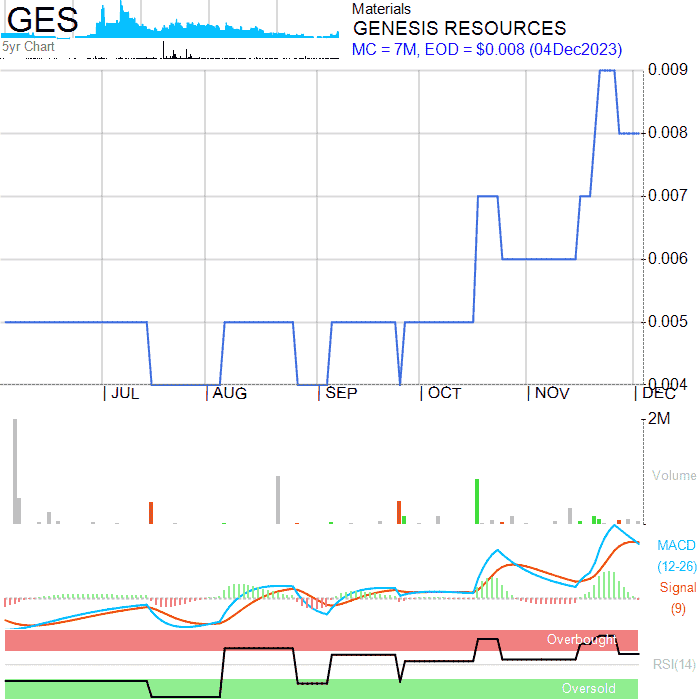 GES
5yr Chart
Materials
GENESIS RESOURCES
MC = 7M, EOD = $0.008 (04Dec2023)
0.009
0.008
0.007
0.006
0.005
0.004
JUL AUG SEP OCT NOV DEC
2M
Volume
MACD
(12-26)
Signal
(9)
Overbought
RSI(14)
Oversold